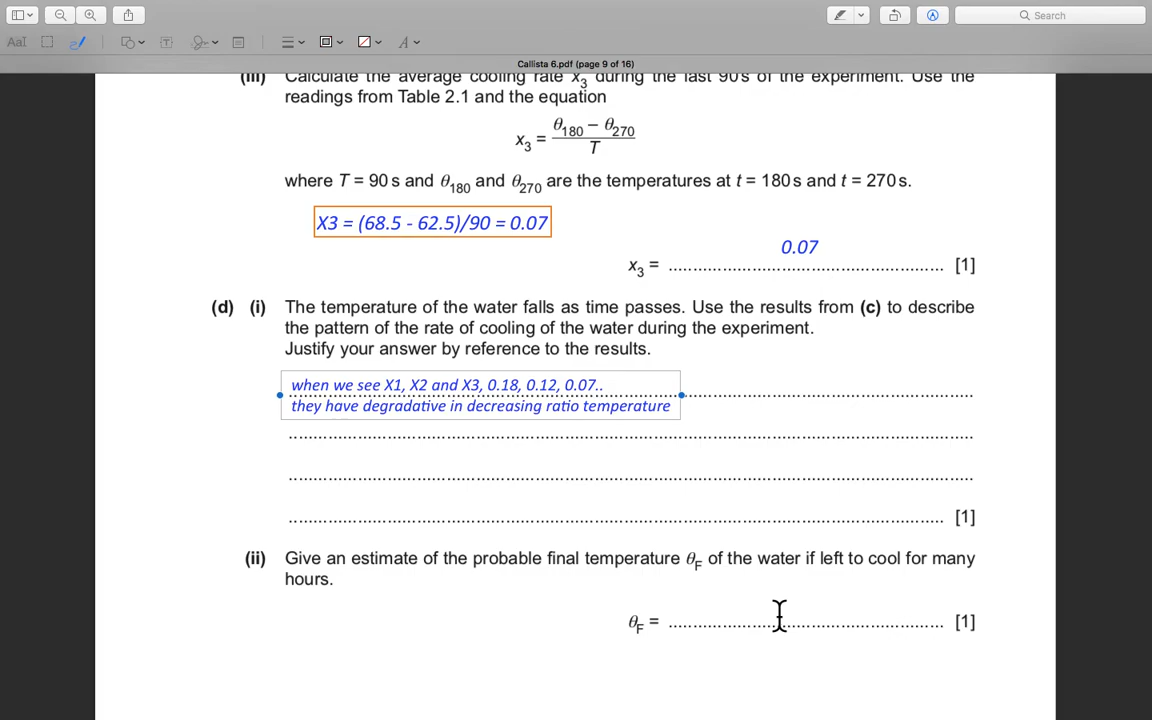 Search
AaI
T
A
Callista 6.pdf (page 9 of 16)
(iii) Calculate the average cooling rate x3 during the last 90 s of the experiment. Use the
readings from Table 2.1 and the equation
x3 = (θ180 − θ270) / T
where T = 90 s and θ180 and θ270 are the temperatures at t = 180 s and t = 270 s.
X3 = (68.5 - 62.5)/90 = 0.07
0.07
x3 = .................................................. [1]
(d) (i) The temperature of the water falls as time passes. Use the results from (c) to describe
the pattern of the rate of cooling of the water during the experiment.
Justify your answer by reference to the results.
when we see X1, X2 and X3, 0.18, 0.12, 0.07..
they have degradative in decreasing ratio temperature
[1]
(ii) Give an estimate of the probable final temperature θF of the water if left to cool for many
hours.
θF = .................................................. [1]